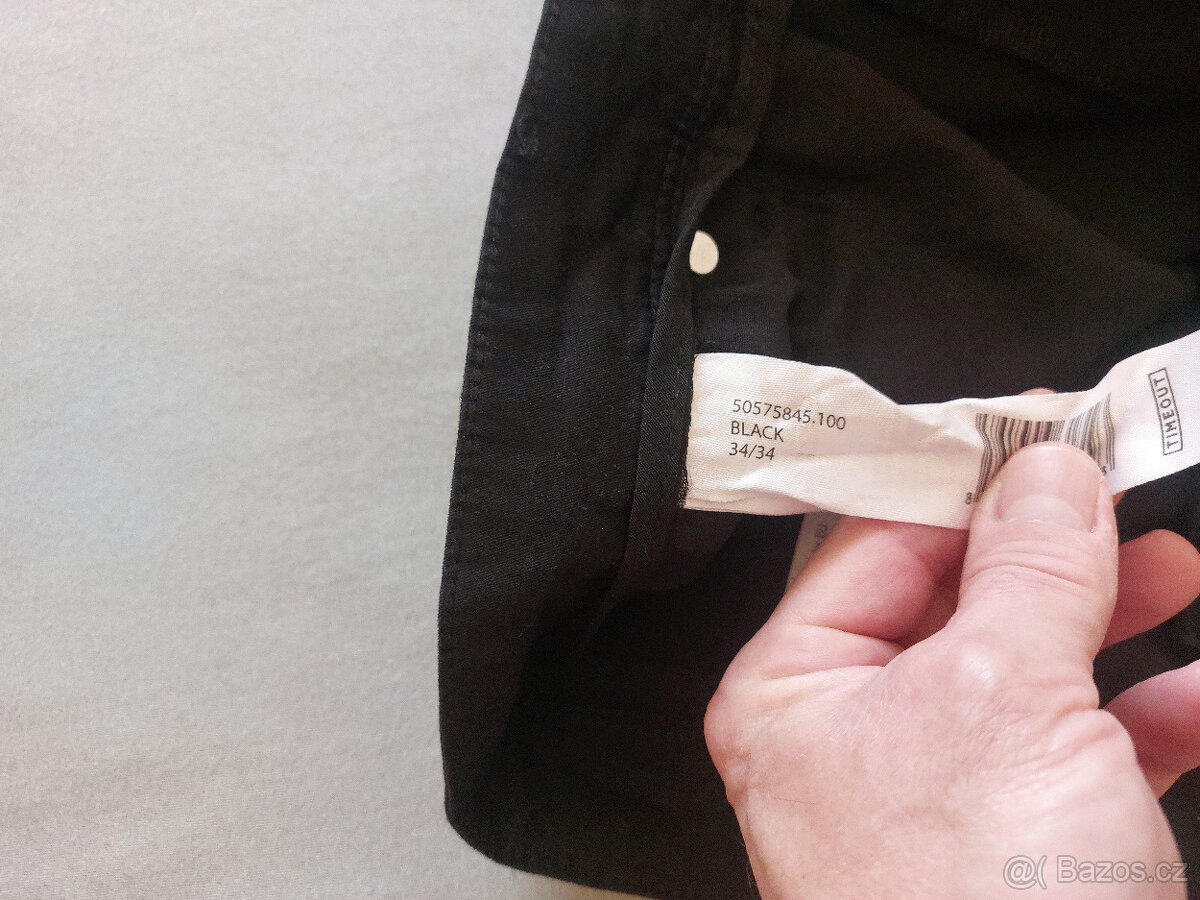 50575845.100
BLACK
34/34
TIMEOUT
@( Bazos.cz